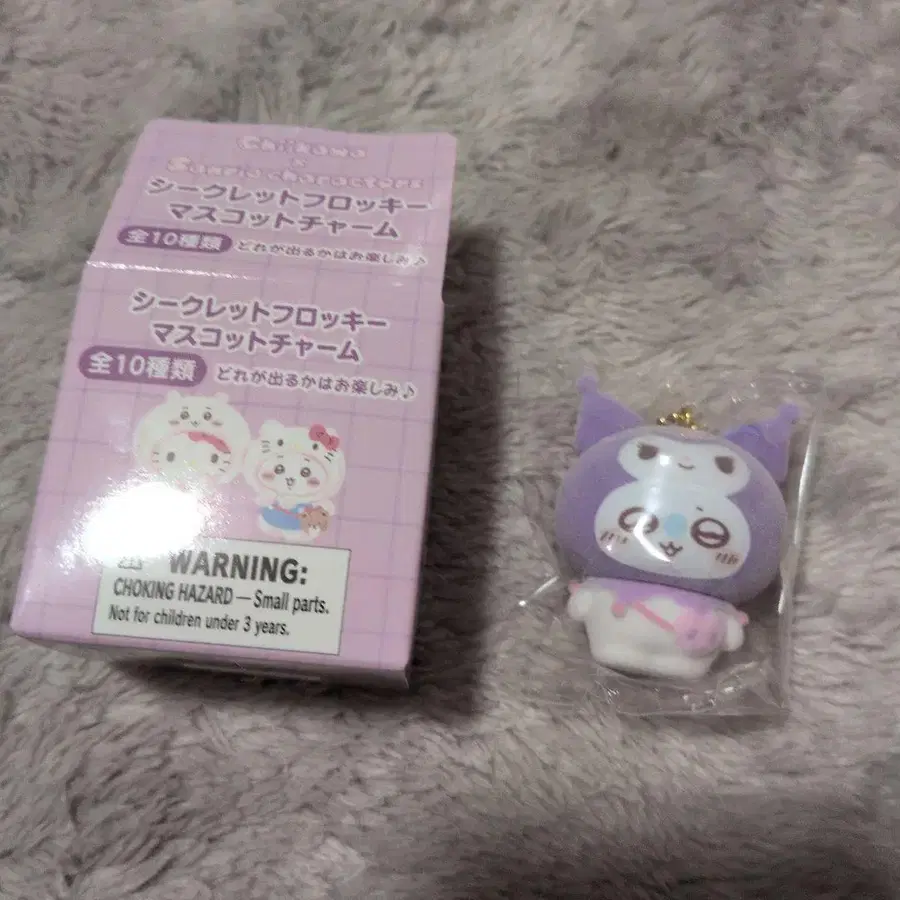 Chiikawa
×
Sanrio characters
シークレットフロッキー
マスコットチャーム
全10種類 どれが出るかはお楽しみ♪
シークレットフロッキー
マスコットチャーム
全10種類 どれが出るかはお楽しみ♪
WARNING:
CHOKING HAZARD — Small parts.
Not for children under 3 years.